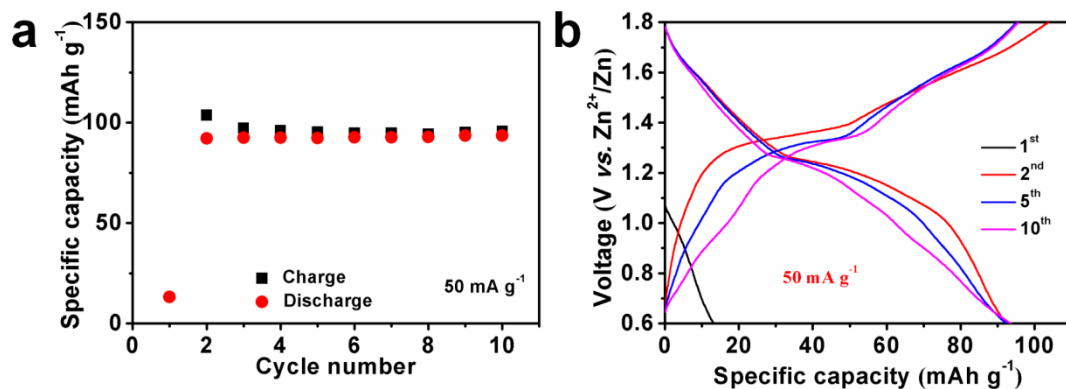 a
150
100
50
0
Specific capacity (mAh g⁻¹)
Charge
Discharge
50 mA g⁻¹
0 2 4 6 8 10
Cycle number
b
1.8
1.6
1.4
1.2
1.0
0.8
0.6
Voltage (V vs. Zn²⁺/Zn)
1ˢᵗ
2ⁿᵈ
5ᵗʰ
10ᵗʰ
50 mA g⁻¹
0 20 40 60 80 100
Specific capacity (mAh g⁻¹)